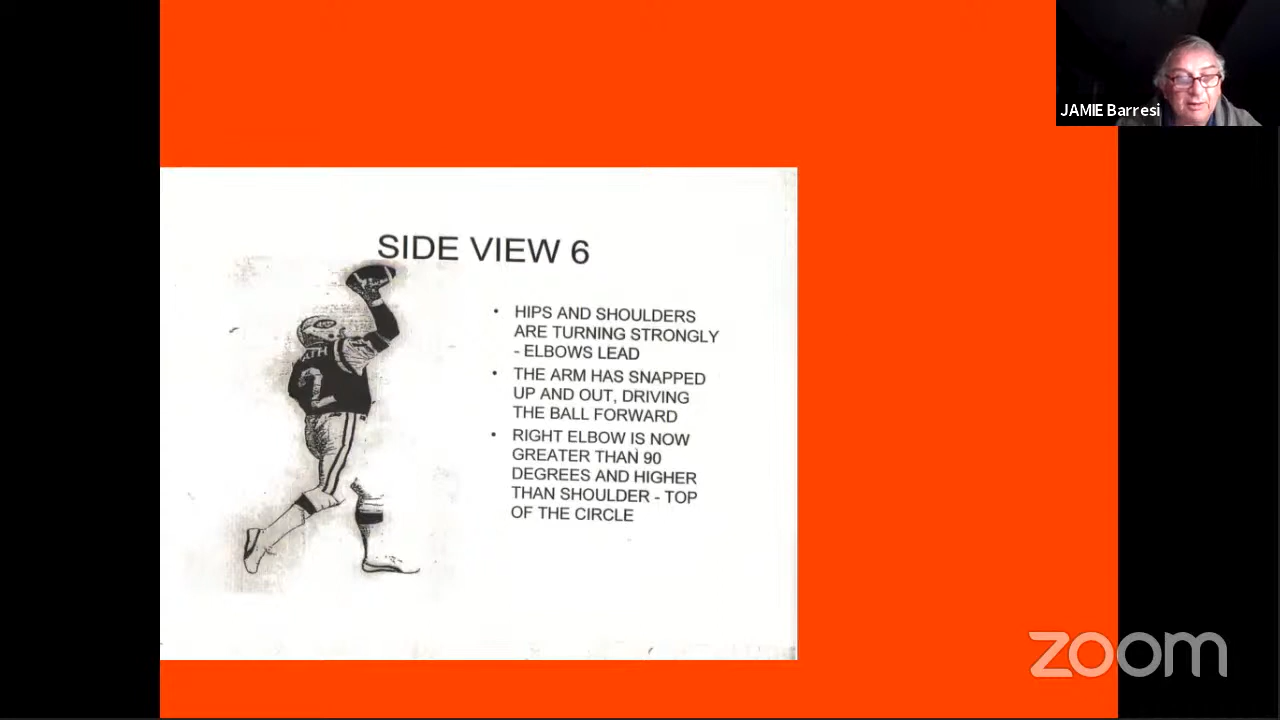 JAMIE Barresi
SIDE VIEW 6
• HIPS AND SHOULDERS
ARE TURNING STRONGLY
- ELBOWS LEAD
• THE ARM HAS SNAPPED
UP AND OUT, DRIVING
THE BALL FORWARD
• RIGHT ELBOW IS NOW
GREATER THAN 90
DEGREES AND HIGHER
THAN SHOULDER - TOP
OF THE CIRCLE
ATH
2
zoom